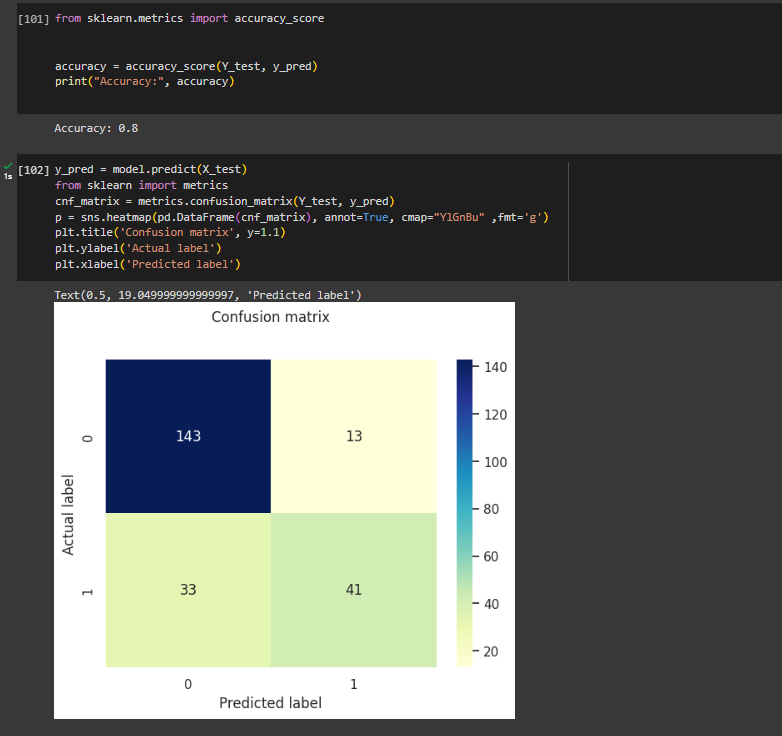 [101] from sklearn.metrics import accuracy_score
accuracy = accuracy_score(Y_test, y_pred)
print("Accuracy:", accuracy)
Accuracy: 0.8
1s
[102] y_pred = model.predict(X_test)
from sklearn import metrics
cnf_matrix = metrics.confusion_matrix(Y_test, y_pred)
p = sns.heatmap(pd.DataFrame(cnf_matrix), annot=True, cmap="YlGnBu" ,fmt='g')
plt.title('Confusion matrix', y=1.1)
plt.ylabel('Actual label')
plt.xlabel('Predicted label')
Text(0.5, 19.049999999999997, 'Predicted label')
Confusion matrix
Actual label
0
143
13
1
33
41
0
1
Predicted label
140
120
100
80
60
40
20